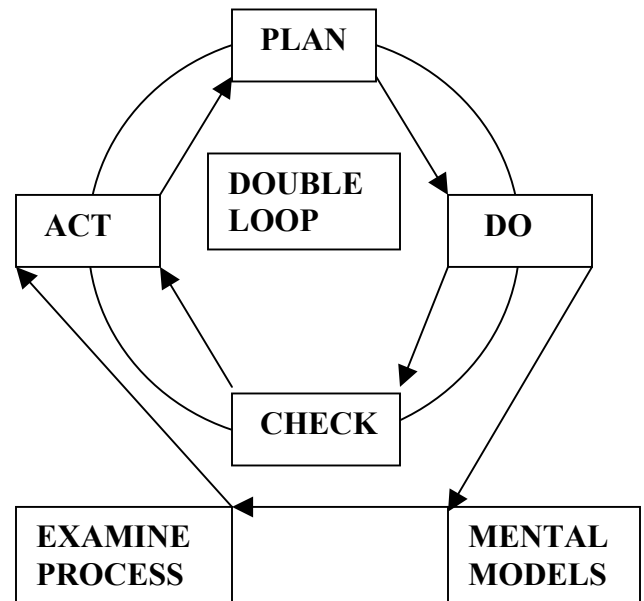 PLAN
DOUBLE
LOOP
ACT
DO
CHECK
EXAMINE
PROCESS
MENTAL
MODELS